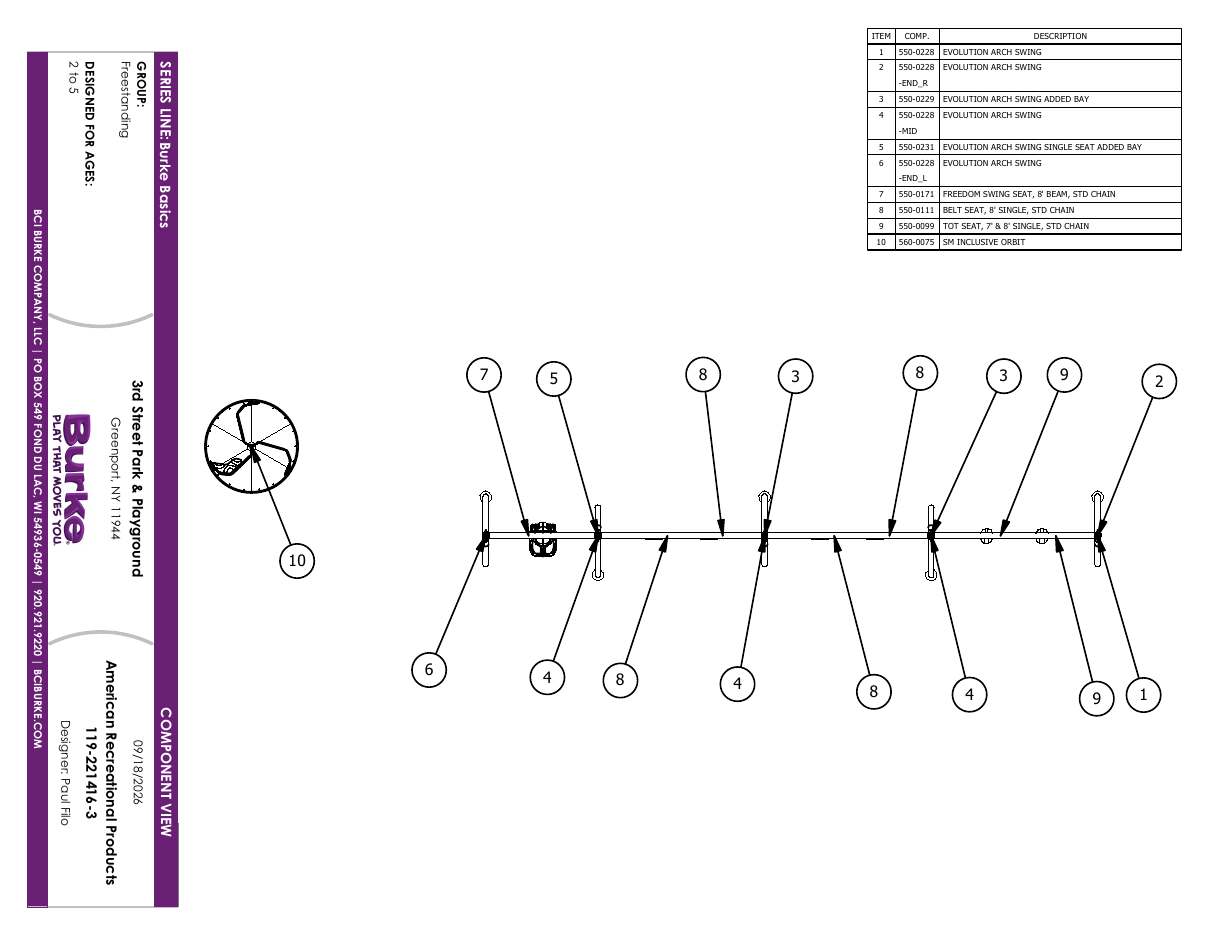 ITEM COMP. DESCRIPTION
1 550-0228 EVOLUTION ARCH SWING
2 550-0228 EVOLUTION ARCH SWING
-END_R
3 550-0229 EVOLUTION ARCH SWING ADDED BAY
4 550-0228 EVOLUTION ARCH SWING
-MID
5 550-0231 EVOLUTION ARCH SWING SINGLE SEAT ADDED BAY
6 550-0228 EVOLUTION ARCH SWING
-END_L
7 550-0171 FREEDOM SWING SEAT, 8' BEAM, STD CHAIN
8 550-0111 BELT SEAT, 8' SINGLE, STD CHAIN
9 550-0099 TOT SEAT, 7' & 8' SINGLE, STD CHAIN
10 560-0075 SM INCLUSIVE ORBIT
SERIES LINE: Burke Basics
GROUP:
Freestanding
DESIGNED FOR AGES:
2 to 5
3rd Street Park & Playground
Greenport, NY 11944
Burke®
PLAY THAT MOVES YOU.
COMPONENT VIEW
09/18/2026
American Recreational Products
119-221416-3
Designer: Paul Filo
BCI BURKE COMPANY, LLC | PO BOX 549 FOND DU LAC, WI 54936-0549 | 920.921.9220 | BCIBURKE.COM
7 5 8 3 8 3 9 2
10
6 4 8 4 8 4 9 1